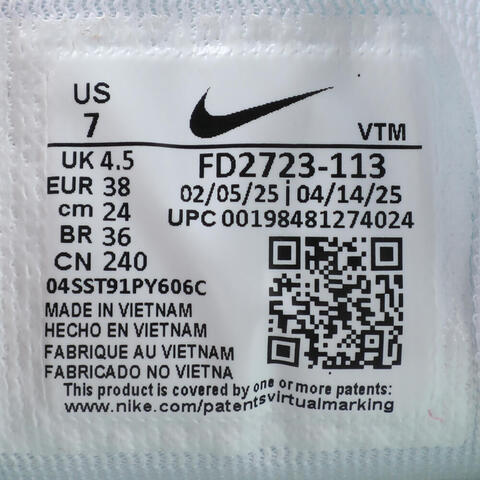 US
7
VTM
UK 4.5
EUR 38
cm 24
BR 36
CN 240
FD2723-113
02/05/25 | 04/14/25
UPC 00198481274024
04SST91PY606C
MADE IN VIETNAM
HECHO EN VIETNAM
FABRIQUE AU VIETNAM
FABRICADO NO VIETNA
This product is covered by one or more patents:
www.nike.com/patentsvirtualmarking